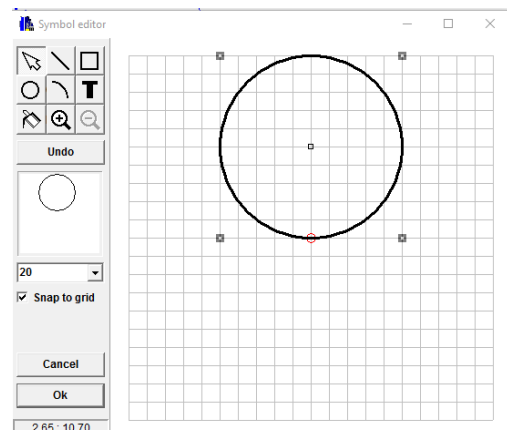 Symbol editor
T
Undo
20
Snap to grid
Cancel
Ok
2.65 : 10.70